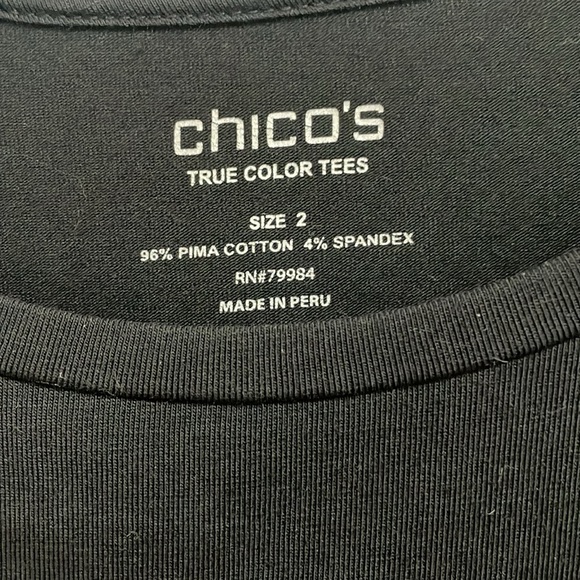 chico's
TRUE COLOR TEES
SIZE 2
96% PIMA COTTON 4% SPANDEX
RN#79984
MADE IN PERU